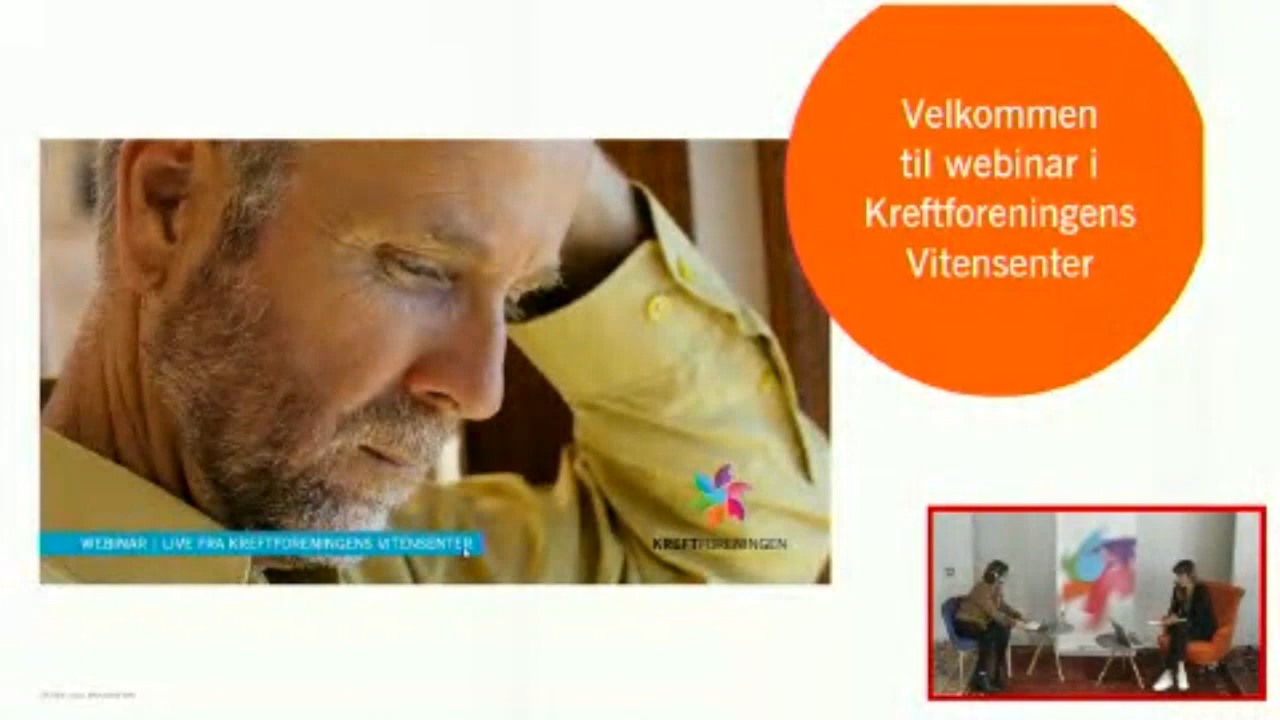 Velkommen
til webinar i
Kreftforeningens
Vitensenter
WEBINAR | LIVE FRA KREFTFORENINGENS VITENSENTER
KREFTFORENINGEN